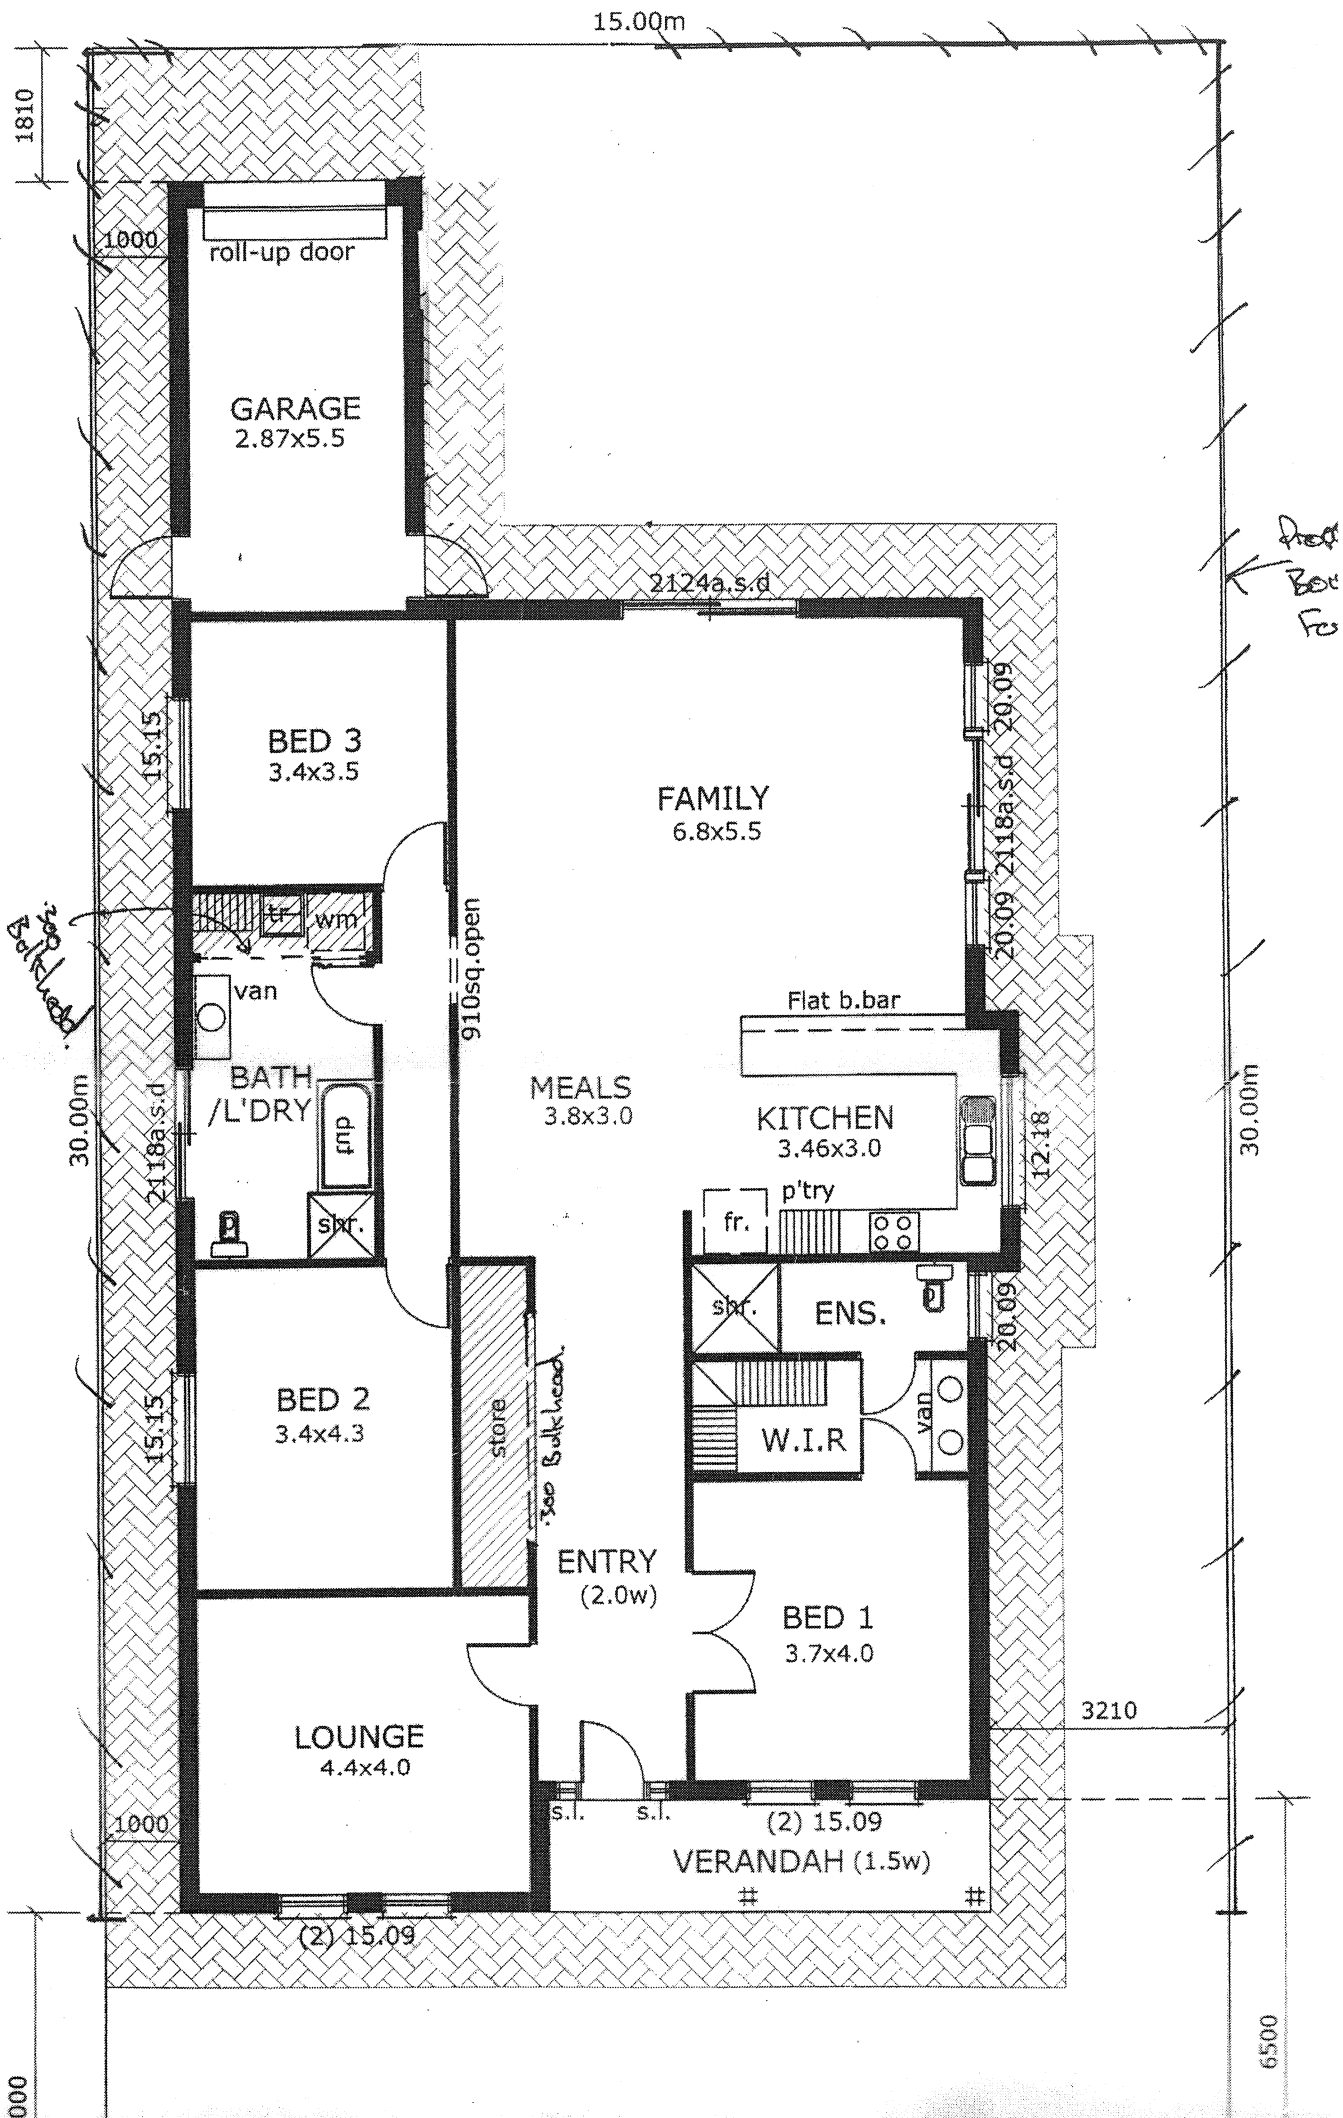 15.00m
1810
1000
roll-up door
GARAGE
2.87x5.5
2124a.s.d
15.15
BED 3
3.4x3.5
FAMILY
6.8x5.5
20.09
2118a.s.d
20.09
tr
wm
Bulkhead
van
910sq.open
Flat b.bar
BATH
/L'DRY
MEALS
3.8x3.0
KITCHEN
3.46x3.0
30.00m
2118a.s.d
12.18
30.00m
p'try
fr.
shr.
shr.
ENS.
20.09
BED 2
3.4x4.3
15.15
store
300 Bulkhead.
W.I.R
van
ENTRY
(2.0w)
BED 1
3.7x4.0
3210
LOUNGE
4.4x4.0
1000
s.l.
s.l.
(2) 15.09
VERANDAH (1.5w)
(2) 15.09
6500
000